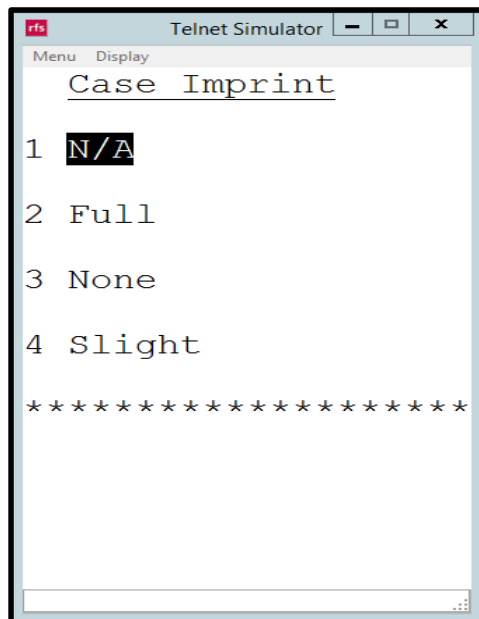 rfs Telnet Simulator
Menu Display
Case Imprint
1 N/A
2 Full
3 None
4 Slight
********************